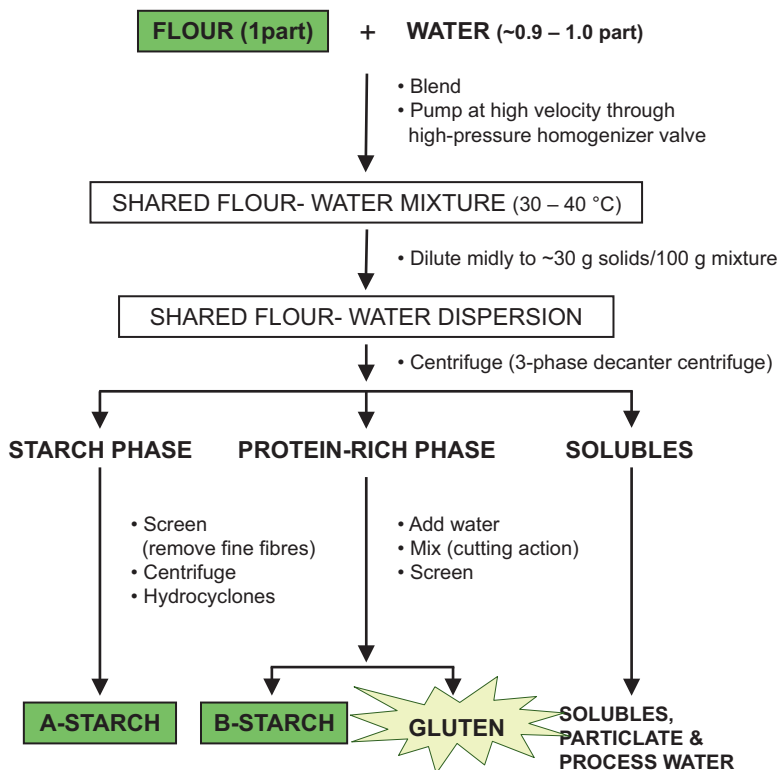 FLOUR (1part) + WATER (~0.9 – 1.0 part)
• Blend
• Pump at high velocity through
high-pressure homogenizer valve
SHARED FLOUR- WATER MIXTURE (30 – 40 °C)
• Dilute midly to ~30 g solids/100 g mixture
SHARED FLOUR- WATER DISPERSION
• Centrifuge (3-phase decanter centrifuge)
STARCH PHASE PROTEIN-RICH PHASE SOLUBLES
• Screen
(remove fine fibres)
• Centrifuge
• Hydrocyclones
• Add water
• Mix (cutting action)
• Screen
A-STARCH
B-STARCH
GLUTEN
SOLUBLES,
PARTICLATE &
PROCESS WATER